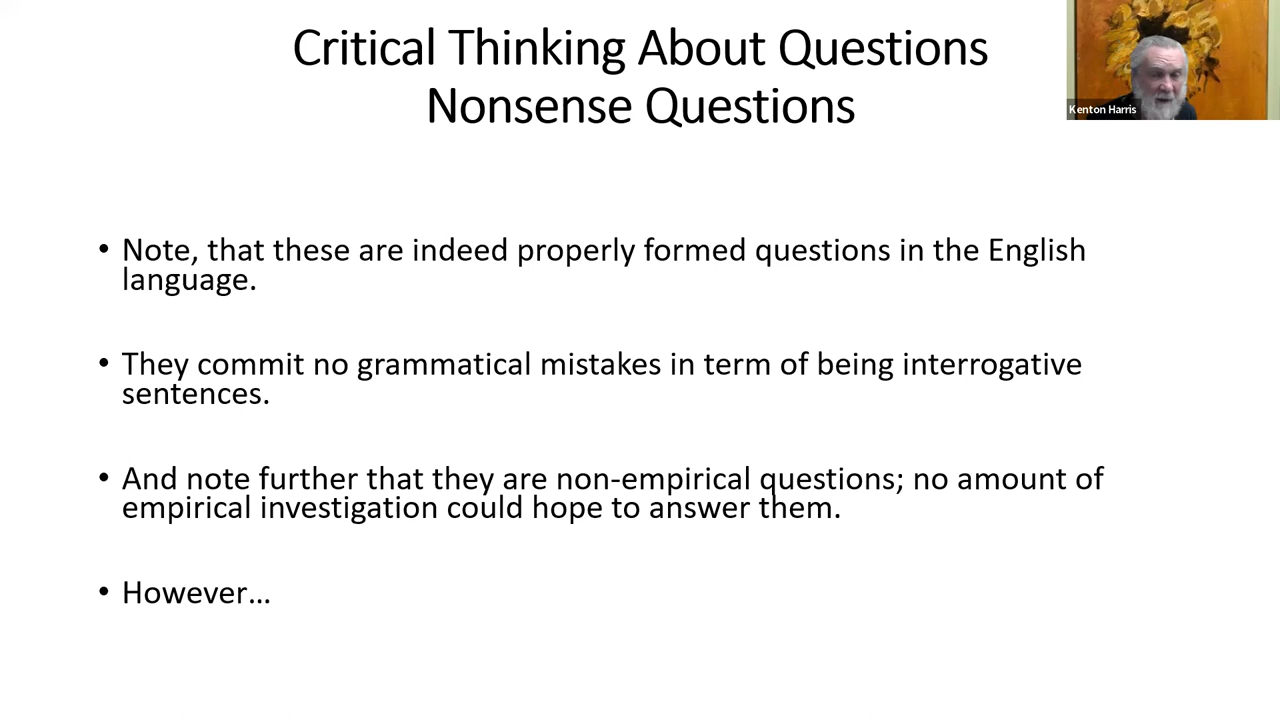 Critical Thinking About Questions
Nonsense Questions
Kenton Harris
• Note, that these are indeed properly formed questions in the English
language.
• They commit no grammatical mistakes in term of being interrogative
sentences.
• And note further that they are non-empirical questions; no amount of
empirical investigation could hope to answer them.
• However…